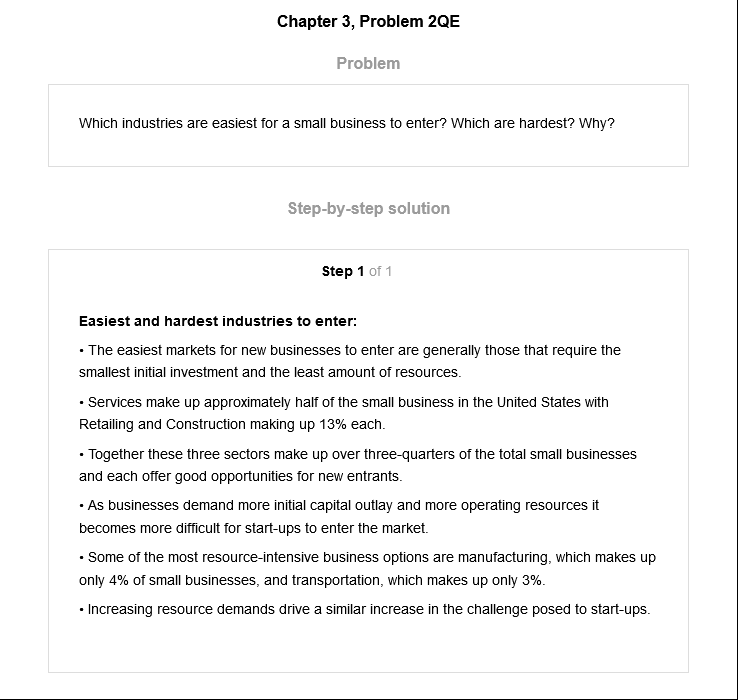 Chapter 3, Problem 2QE
Problem
Which industries are easiest for a small business to enter? Which are hardest? Why?
Step-by-step solution
Step 1 of 1
Easiest and hardest industries to enter:
• The easiest markets for new businesses to enter are generally those that require the
smallest initial investment and the least amount of resources.
• Services make up approximately half of the small business in the United States with
Retailing and Construction making up 13% each.
• Together these three sectors make up over three-quarters of the total small businesses
and each offer good opportunities for new entrants.
• As businesses demand more initial capital outlay and more operating resources it
becomes more difficult for start-ups to enter the market.
• Some of the most resource-intensive business options are manufacturing, which makes up
only 4% of small businesses, and transportation, which makes up only 3%.
• Increasing resource demands drive a similar increase in the challenge posed to start-ups.